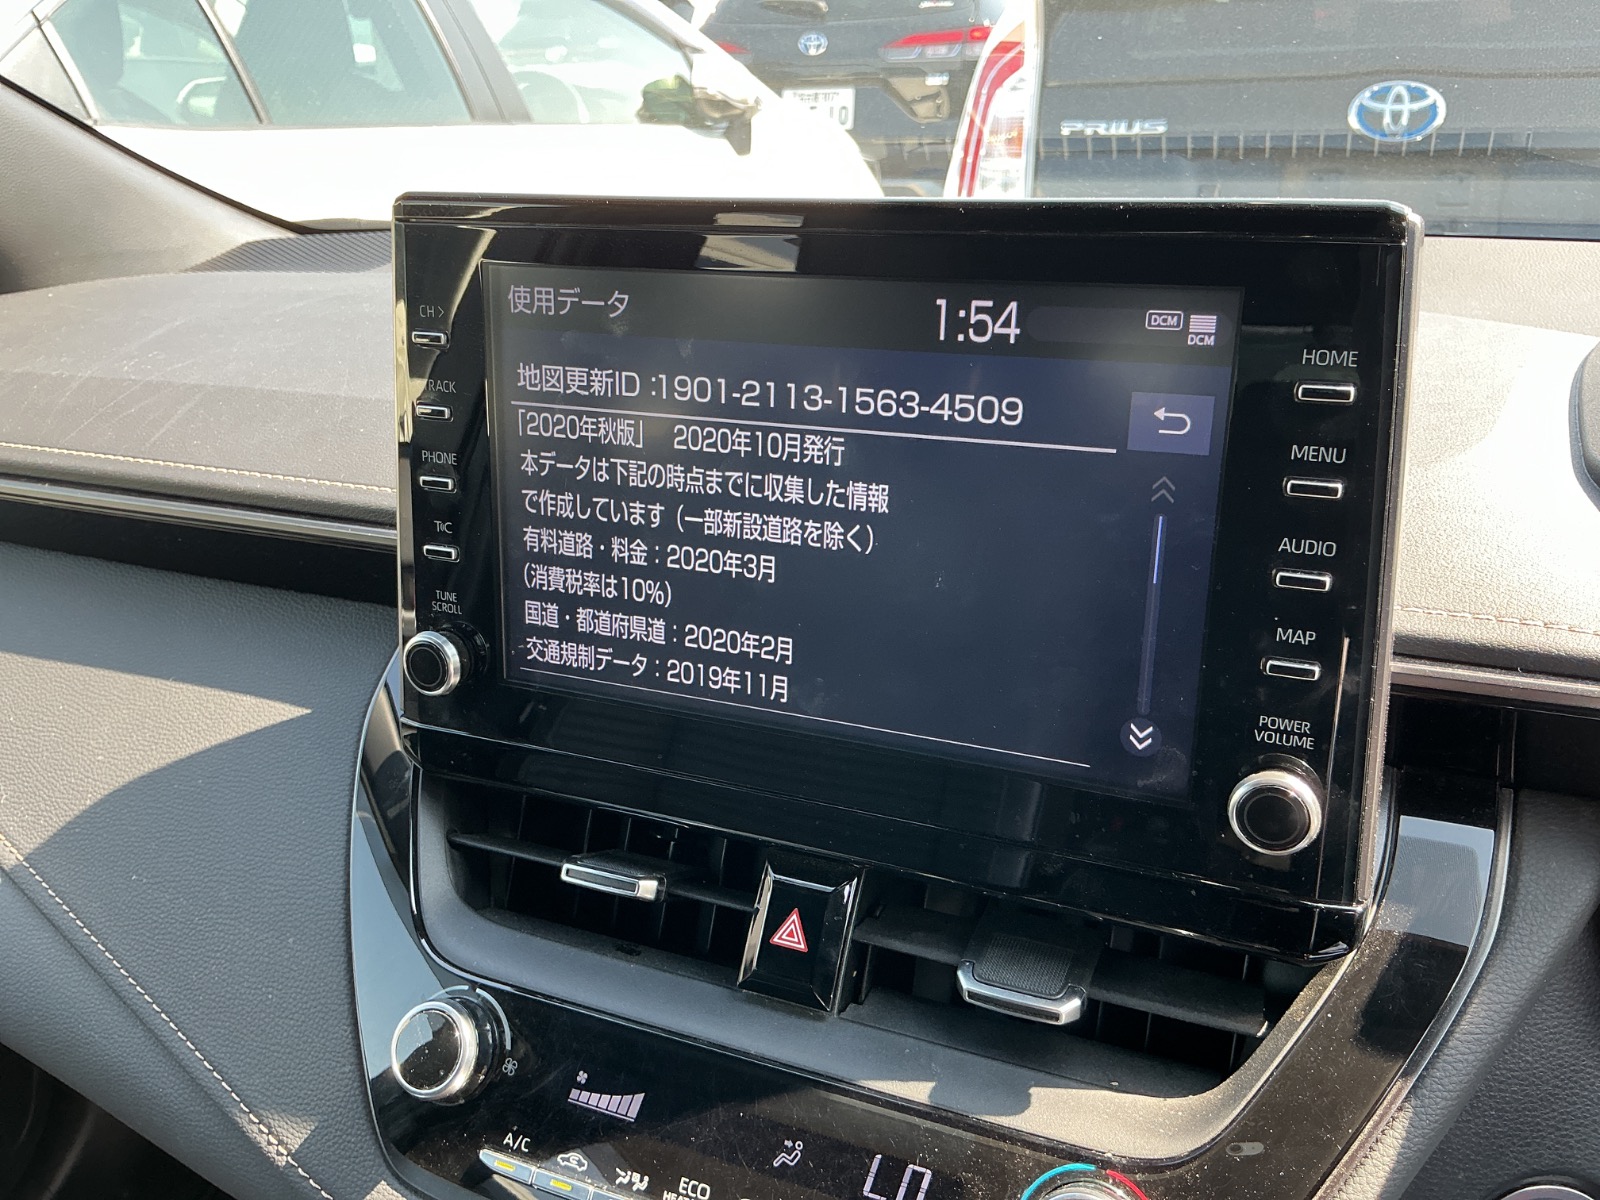 PRIUS
使用データ
1:54
DCM
DCM
地図更新ID :1901-2113-1563-4509
「2020年秋版」 2020年10月発行
本データは下記の時点までに収集した情報
で作成しています（一部新設道路を除く）
有料道路・料金：2020年3月
（消費税率は10%）
国道・都道府県道：2020年2月
交通規制データ：2019年11月
CH >
TRACK
PHONE
T&C
TUNE
SCROLL
HOME
MENU
AUDIO
MAP
POWER
VOLUME
A/C
ECO
LO